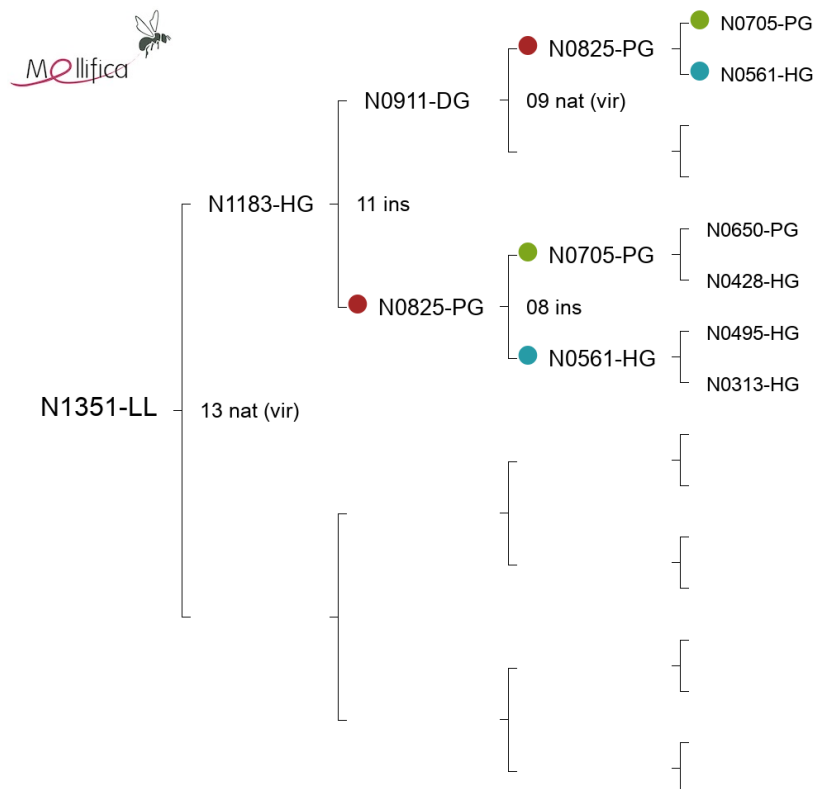 Mellifica
N0705-PG
N0825-PG
N0561-HG
N0911-DG
09 nat (vir)
N1183-HG
11 ins
N0650-PG
N0705-PG
N0428-HG
N0825-PG
08 ins
N0495-HG
N0561-HG
N0313-HG
N1351-LL
13 nat (vir)